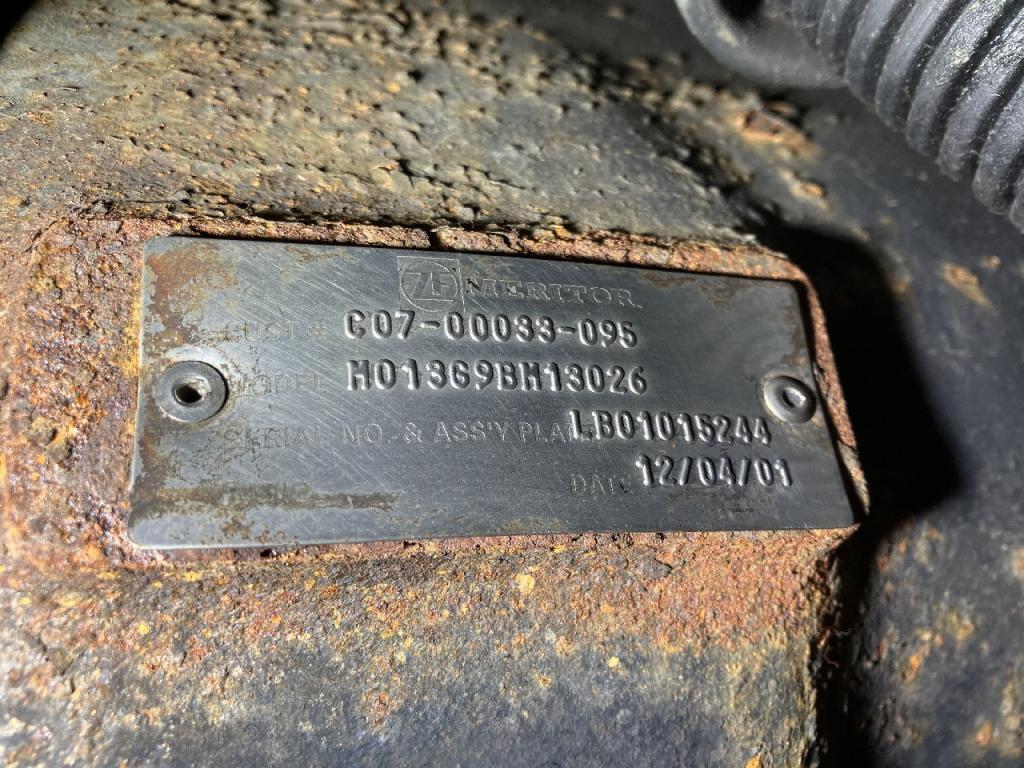 ZF MERITOR
CUST # C07-00033-095
MODEL MO13G9BM13026
SERIAL NO. & ASS'Y PLANT LB01015244
DATE 12/04/01